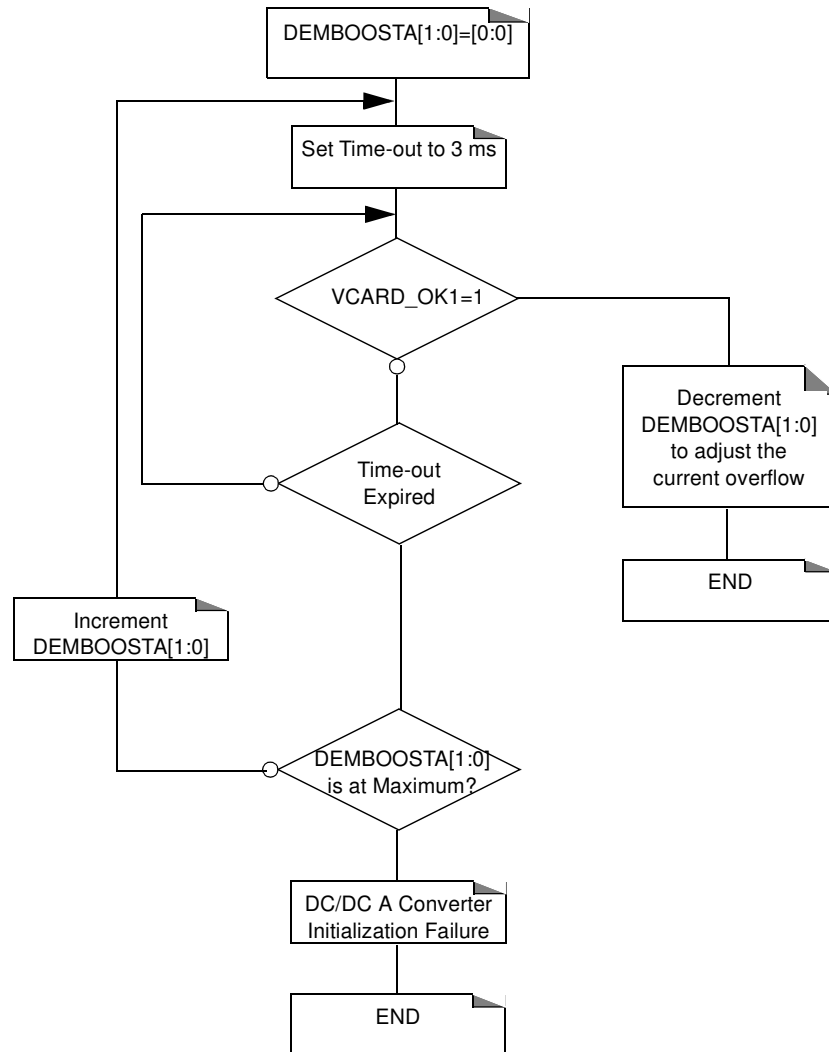 DEMBOOSTA[1:0]=[0:0]
Set Time-out to 3 ms
VCARD_OK1=1
Decrement
DEMBOOSTA[1:0]
to adjust the
current overflow
Time-out
Expired
END
Increment
DEMBOOSTA[1:0]
DEMBOOSTA[1:0]
is at Maximum?
DC/DC A Converter
Initialization Failure
END